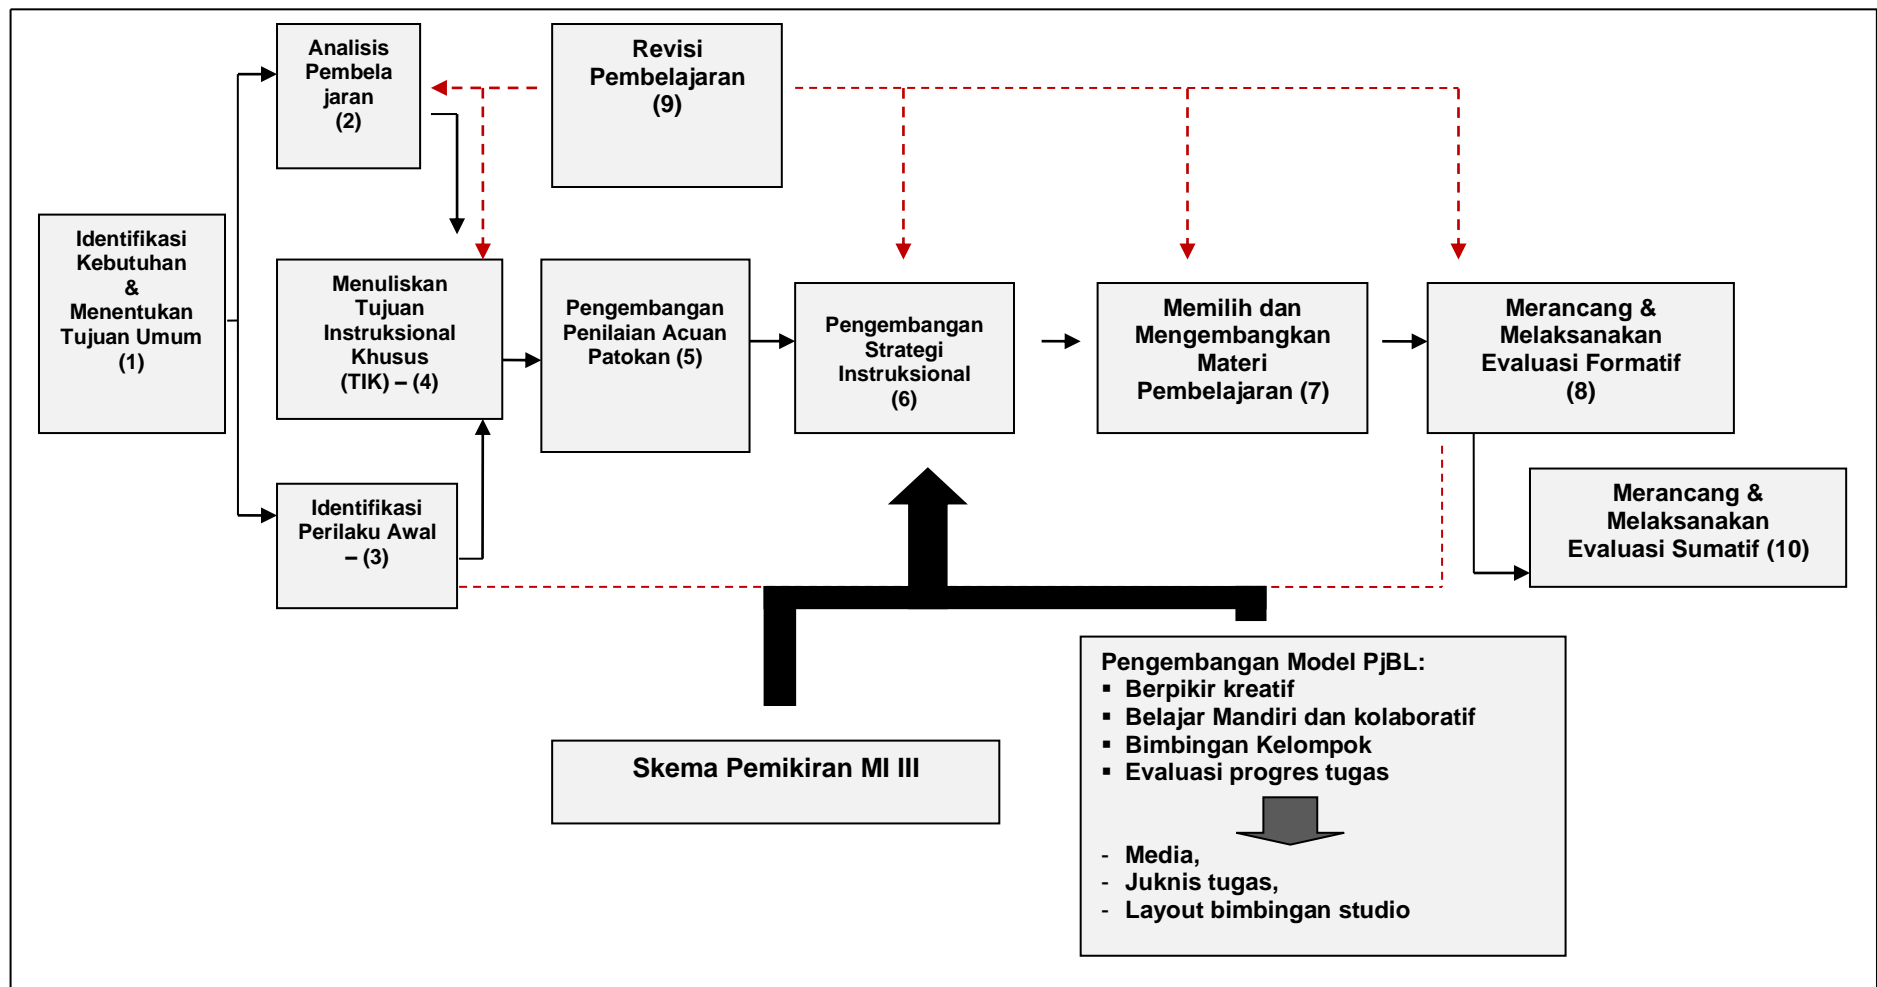 Analisis
Pembela
jaran
(2)
Revisi
Pembelajaran
(9)
Identifikasi
Kebutuhan
&
Menentukan
Tujuan Umum
(1)
Menuliskan
Tujuan
Instruksional
Khusus
(TIK) – (4)
Pengembangan
Penilaian Acuan
Patokan (5)
Pengembangan
Strategi
Instruksional
(6)
Memilih dan
Mengembangkan
Materi
Pembelajaran (7)
Merancang &
Melaksanakan
Evaluasi Formatif
(8)
Identifikasi
Perilaku Awal
– (3)
Merancang &
Melaksanakan
Evaluasi Sumatif (10)
Skema Pemikiran MI III
Pengembangan Model PjBL:
▪ Berpikir kreatif
▪ Belajar Mandiri dan kolaboratif
▪ Bimbingan Kelompok
▪ Evaluasi progres tugas
- Media,
- Juknis tugas,
- Layout bimbingan studio